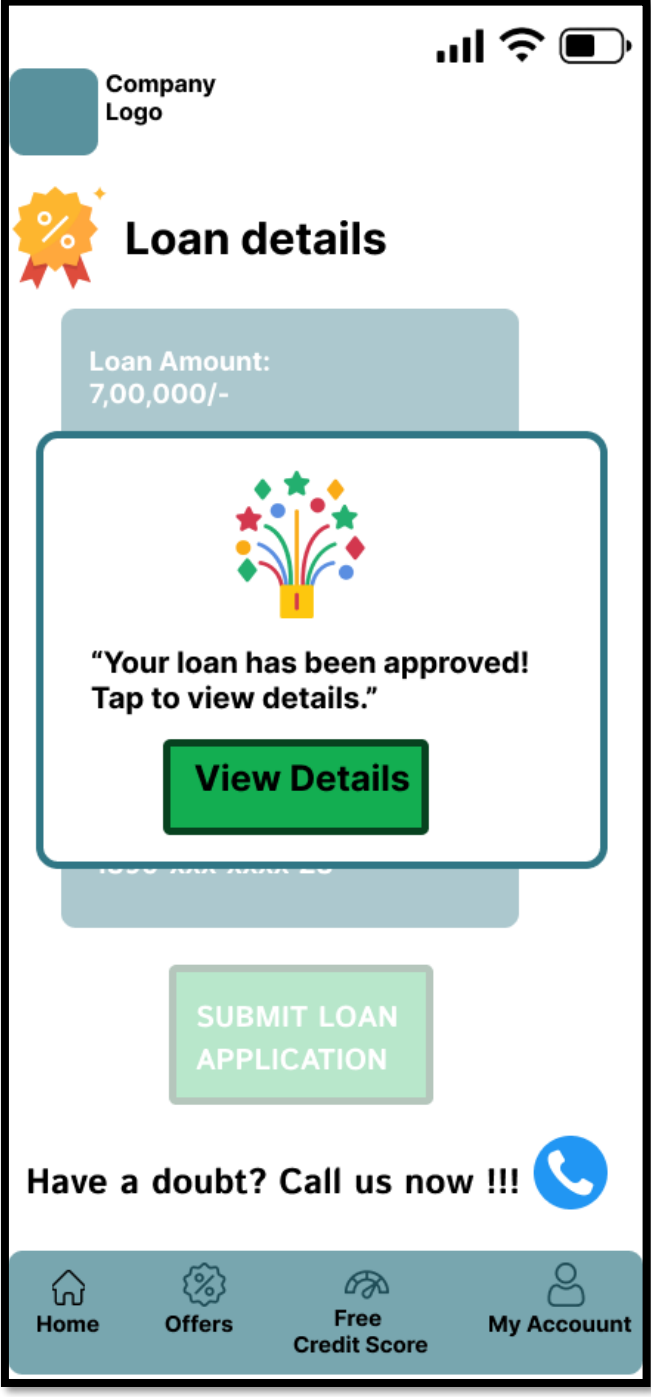 Company
Logo
Loan details
Loan Amount:
7,00,000/-
“Your loan has been approved!
Tap to view details.”
View Details
SUBMIT LOAN
APPLICATION
Have a doubt? Call us now !!!
Home
Offers
Free
Credit Score
My Accouunt